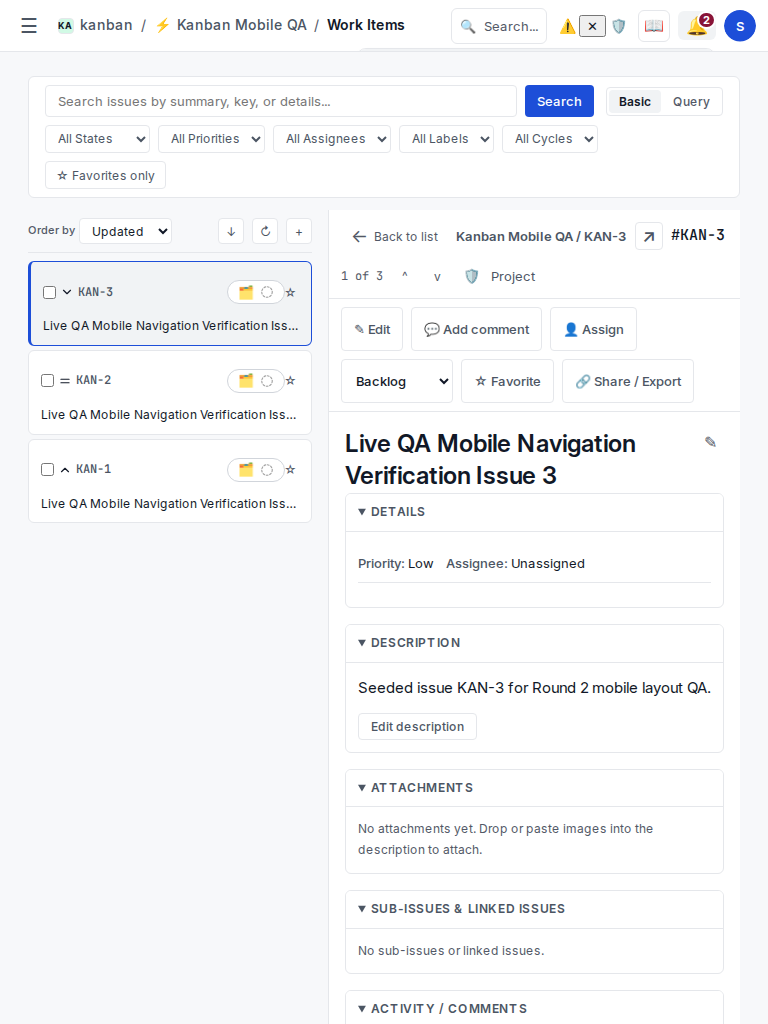 KA kanban / Kanban Mobile QA / Work Items
Search...
2
S
Search issues by summary, key, or details...
Search
Basic
Query
All States
All Priorities
All Assignees
All Labels
All Cycles
☆ Favorites only
Order by
Updated
↓
↻
+
KAN-3
Live QA Mobile Navigation Verification Iss...
KAN-2
Live QA Mobile Navigation Verification Iss...
KAN-1
Live QA Mobile Navigation Verification Iss...
← Back to list
Kanban Mobile QA / KAN-3
#KAN-3
1 of 3
^
v
Project
✎ Edit
Add comment
Assign
Backlog
☆ Favorite
Share / Export
Live QA Mobile Navigation
Verification Issue 3
▼ DETAILS
Priority: Low Assignee: Unassigned
▼ DESCRIPTION
Seeded issue KAN-3 for Round 2 mobile layout QA.
Edit description
▼ ATTACHMENTS
No attachments yet. Drop or paste images into the
description to attach.
▼ SUB-ISSUES & LINKED ISSUES
No sub-issues or linked issues.
▼ ACTIVITY / COMMENTS